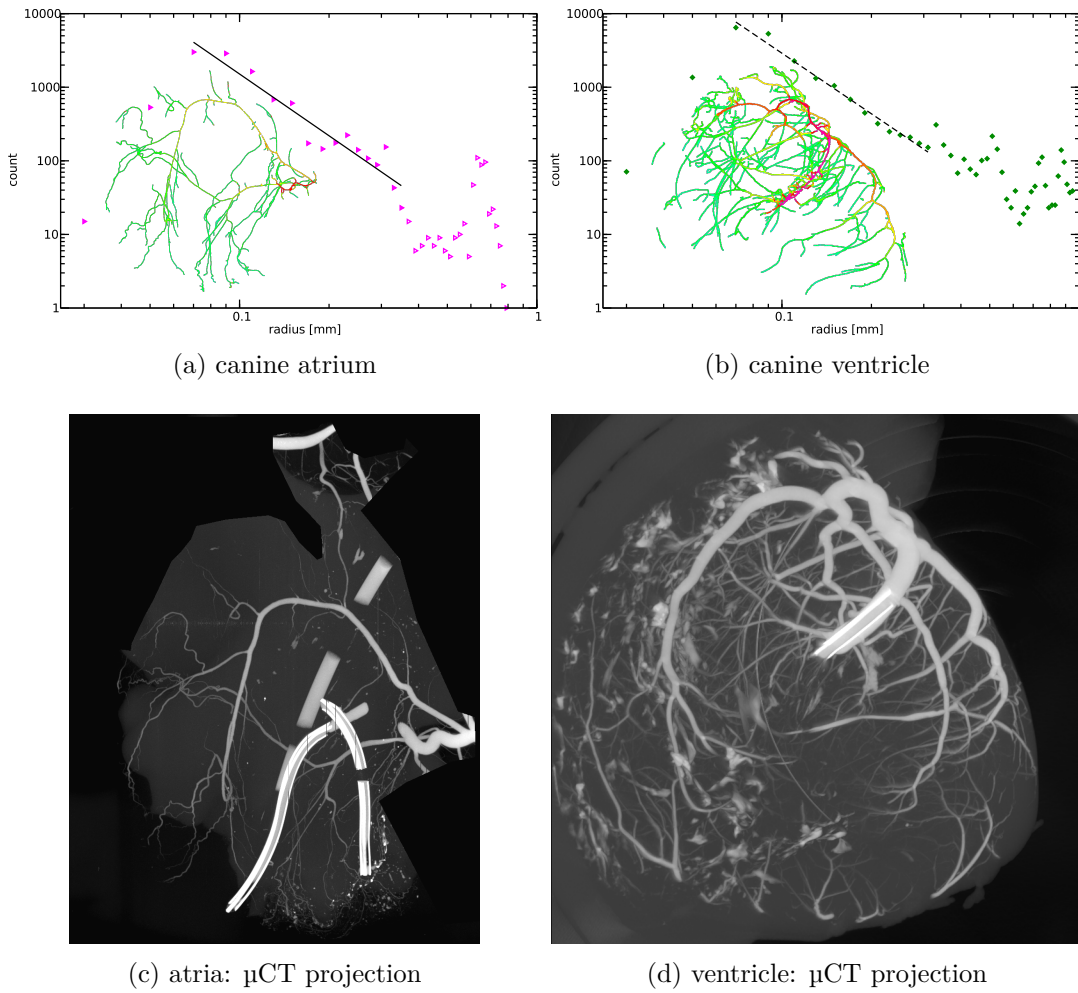 10000
1000
100
10
1
count
0.1
1
radius [mm]
(a) canine atrium
10000
1000
100
10
1
count
0.1
radius [mm]
(b) canine ventricle
(c) atria: µCT projection
(d) ventricle: µCT projection